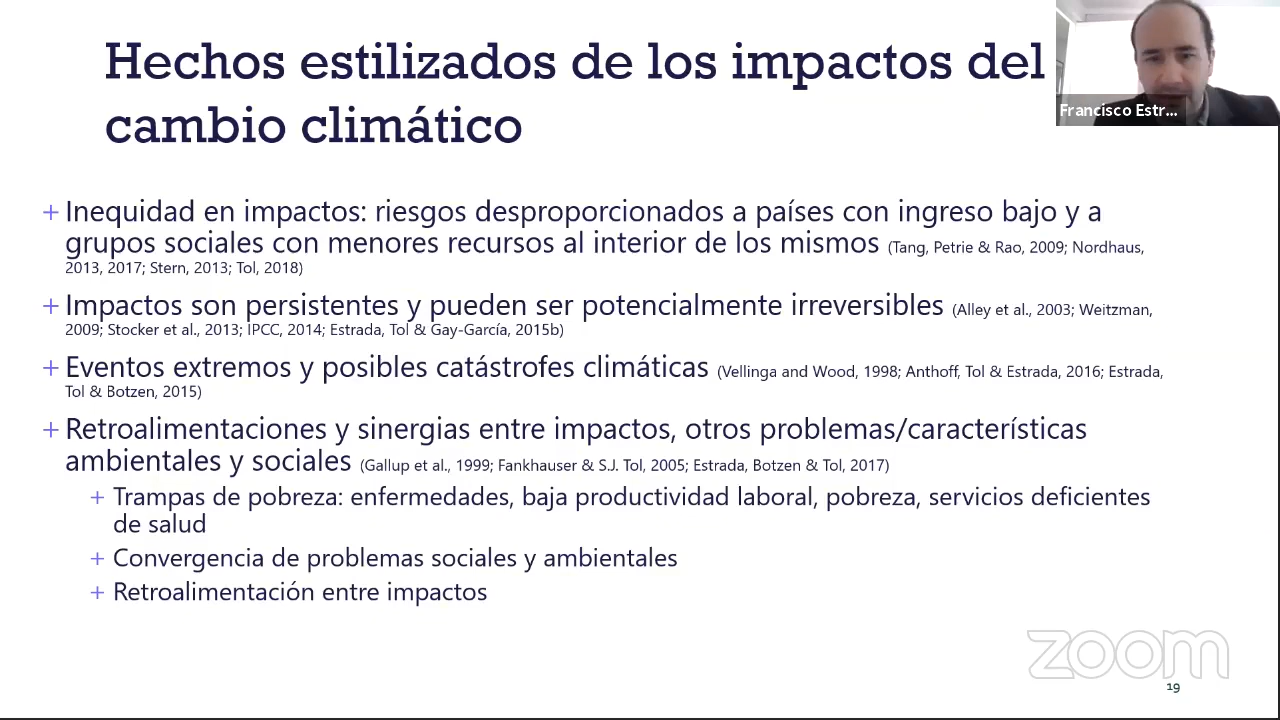 Hechos estilizados de los impactos del
cambio climático
Francisco Estr...
+ Inequidad en impactos: riesgos desproporcionados a países con ingreso bajo y a
grupos sociales con menores recursos al interior de los mismos (Tang, Petrie & Rao, 2009; Nordhaus,
2013, 2017; Stern, 2013; Tol, 2018)
+ Impactos son persistentes y pueden ser potencialmente irreversibles (Alley et al., 2003; Weitzman,
2009; Stocker et al., 2013; IPCC, 2014; Estrada, Tol & Gay-García, 2015b)
+ Eventos extremos y posibles catástrofes climáticas (Vellinga and Wood, 1998; Anthoff, Tol & Estrada, 2016; Estrada,
Tol & Botzen, 2015)
+ Retroalimentaciones y sinergias entre impactos, otros problemas/características
ambientales y sociales (Gallup et al., 1999; Fankhauser & S.J. Tol, 2005; Estrada, Botzen & Tol, 2017)
+ Trampas de pobreza: enfermedades, baja productividad laboral, pobreza, servicios deficientes
de salud
+ Convergencia de problemas sociales y ambientales
+ Retroalimentación entre impactos
zoom
19